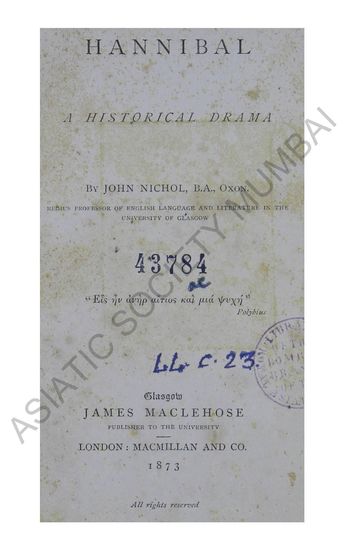 HANNIBAL
A HISTORICAL DRAMA
BY JOHN NICHOL, B.A., OXON.
REGIUS PROFESSOR OF ENGLISH LANGUAGE AND LITERATURE IN THE
UNIVERSITY OF GLASGOW
43784
"Εἷς ἦν ἀνὴρ αἴτιος καὶ μιὰ ψυχή"
Polybius
LL C. 23
Glasgow
JAMES MACLEHOSE
PUBLISHER TO THE UNIVERSITY
LONDON: MACMILLAN AND CO.
1873
All rights reserved
ASIATIC SOCIETY MUMBAI